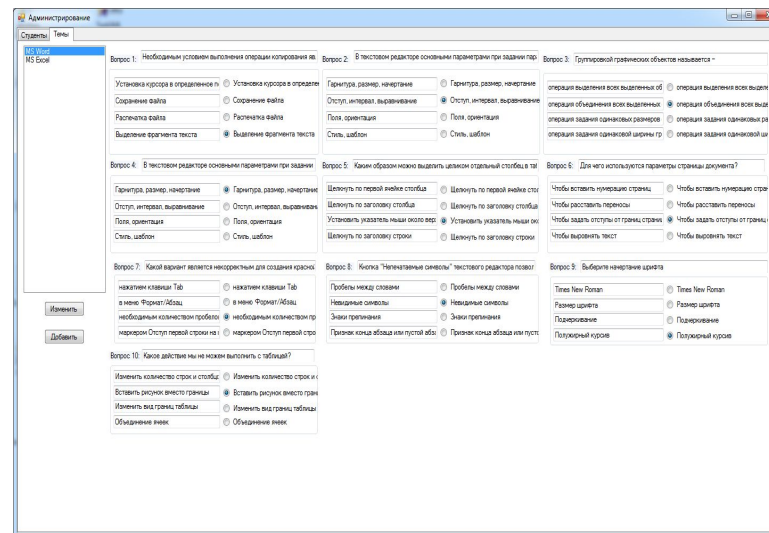 Администрирование
Студенты Темы
MS Word
MS Excel
Вопрос 1: Необходимым условием выполнения операции копирования яв.
Установка курсора в определенное п Установка курсора в определен
Сохранение файла Сохранение файла
Распечатка файла Распечатка файла
Выделение фрагмента текста Выделение фрагмента текста
Вопрос 2: В текстовом редакторе основными параметрами при задании пар
Гарнитура, размер, начертание Гарнитура, размер, начертание
Отступ, интервал, выравнивание Отступ, интервал, выравнивание
Поля, ориентация Поля, ориентация
Стиль, шаблон Стиль, шаблон
Вопрос 3: Группировкой графических объектов называется -
операция выделения всех выделенных об операция выделения всех выделе
операция объединения всех выделенных операция объединения всех выде
операция задания одинаковых размеров операция задания одинаковых ра
операция задания одинаковой ширины гр операция задания одинаковой ши
Вопрос 4: В текстовом редакторе основными параметрами при задании
Гарнитура, размер, начертание Гарнитура, размер, начертание
Отступ, интервал, выравнивание Отступ, интервал, выравниван
Поля, ориентация Поля, ориентация
Стиль, шаблон Стиль, шаблон
Вопрос 5: Каким образом можно выделить целиком отдельный столбец в таб
Щелкнуть по первой ячейке столбца Щелкнуть по первой ячейке стос
Щелкнуть по заголовку столбца Щелкнуть по заголовку столбца
Установить указатель мыши около верх Установить указатель мыши око
Щелкнуть по заголовку строки Щелкнуть по заголовку строки
Вопрос 6: Для чего используются параметры страницы документа?
Чтобы вставить нумерацию страниц Чтобы вставить нумерацию стран
Чтобы расставить переносы Чтобы расставить переносы
Чтобы задать отступы от границ страниц Чтобы задать отступы от границ с
Чтобы выровнять текст Чтобы выровнять текст
Вопрос 7: Какой вариант является некорректным для создания красно
нажатием клавиши Tab нажатием клавиши Tab
в меню Формат/Абзац в меню Формат/Абзац
необходимым количеством пробело необходимым количеством пр
маркером Отступ первой строки на маркером Отступ первой стро
Вопрос 8: Кнопка "Непечатаемые символы" текстового редактора позвол
Пробелы между словами Пробелы между словами
Невидимые символы Невидимые символы
Знаки препинания Знаки препинания
Признак конца абзаца или пустой абз Признак конца абзаца или пусто
Вопрос 9: Выберите начертание шрифта
Times New Roman Times New Roman
Размер шрифта Размер шрифта
Подчеркивание Подчеркивание
Полужирный курсив Полужирный курсив
Изменить
Добавить
Вопрос 10: Какое действие мы не можем выполнить с таблицей?
Изменить количество строк и столбц Изменить количество строк и с
Вставить рисунок вместо границы Вставить рисунок вместо гран
Изменить вид границ таблицы Изменить вид границ таблицы
Объединение ячеек Объединение ячеек